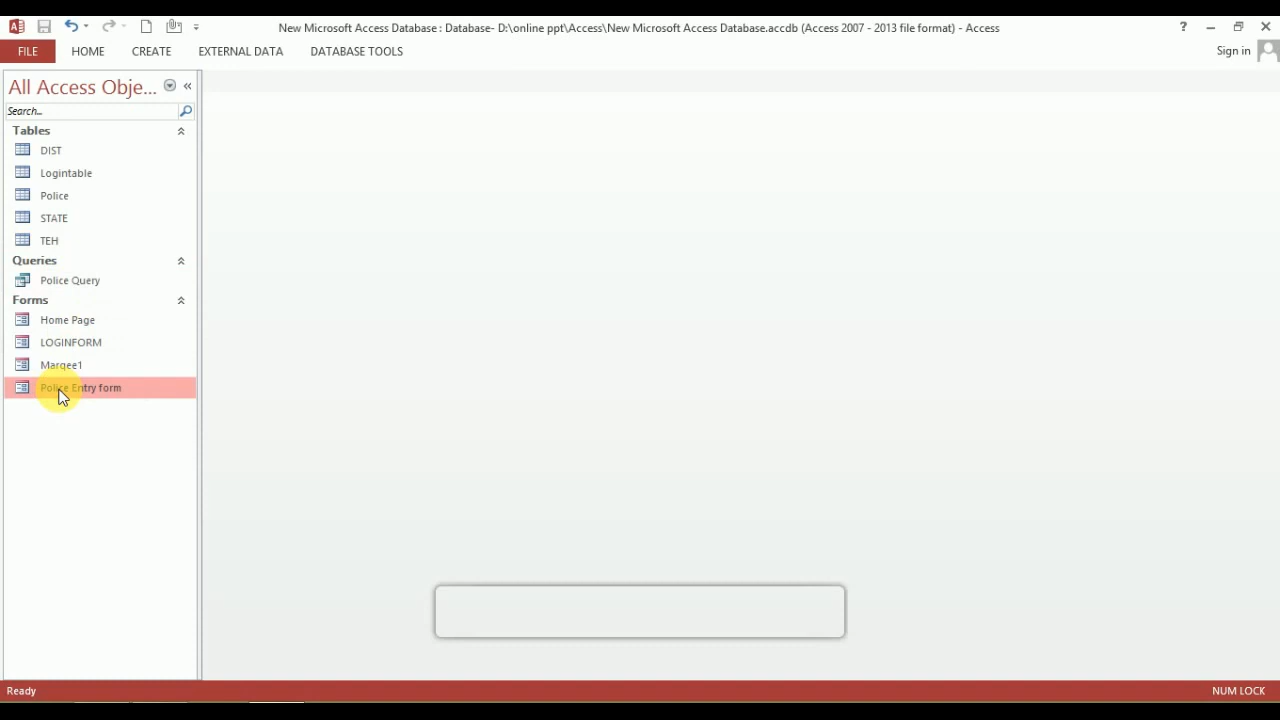 New Microsoft Access Database : Database- D:\online ppt\Access\New Microsoft Access Database.accdb (Access 2007 - 2013 file format) - Access
?
FILE HOME CREATE EXTERNAL DATA DATABASE TOOLS
Sign in
All Access Obje... «
Search...
Tables
DIST
Logintable
Police
STATE
TEH
Queries
Police Query
Forms
Home Page
LOGINFORM
Marqee1
Police Entry form
Ready
NUM LOCK